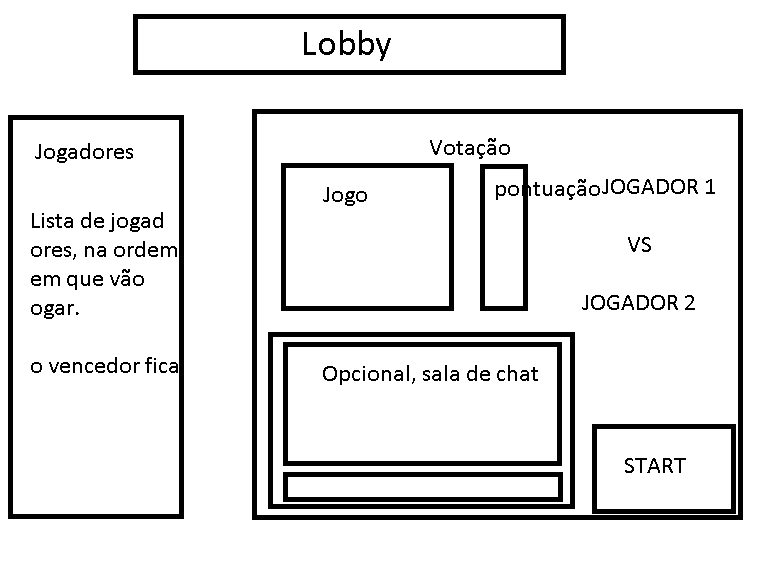 Lobby
Jogadores
Lista de jogad
ores, na ordem
em que vão
ogar.
o vencedor fica
Votação
Jogo
pontuação
JOGADOR 1
VS
JOGADOR 2
Opcional, sala de chat
START